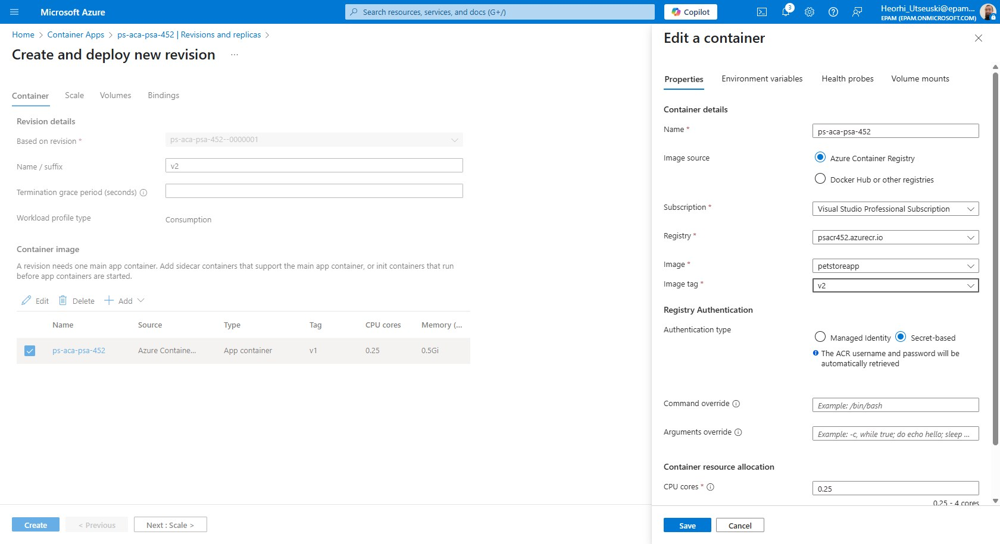 Microsoft Azure
Search resources, services, and docs (G+/)
Copilot
3
Heorhi_Utseuski@epam...
EPAM (EPAM.ONMICROSOFT.COM)
Home > Container Apps > ps-aca-psa-452 | Revisions and replicas >
Create and deploy new revision ...
Container Scale Volumes Bindings
Revision details
Based on revision * ps-aca-psa-452--0000001
Name / suffix v2
Termination grace period (seconds)
Workload profile type Consumption
Container image
A revision needs one main app container. Add sidecar containers that support the main app container, or init containers that run
before app containers are started.
Edit Delete Add
Name Source Type Tag CPU cores Memory (...
ps-aca-psa-452 Azure Containe... App container v1 0.25 0.5Gi
Create < Previous Next : Scale >
Edit a container
Properties Environment variables Health probes Volume mounts
Container details
Name * ps-aca-psa-452
Image source Azure Container Registry
Docker Hub or other registries
Subscription * Visual Studio Professional Subscription
Registry * psacr452.azurecr.io
Image * petstoreapp
Image tag * v2
Registry Authentication
Authentication type Managed Identity Secret-based
The ACR username and password will be
automatically retrieved
Command override Example: /bin/bash
Arguments override Example: -c, while true; do echo hello; sleep ...
Container resource allocation
CPU cores * 0.25
0.25 - 4 cores
Save Cancel